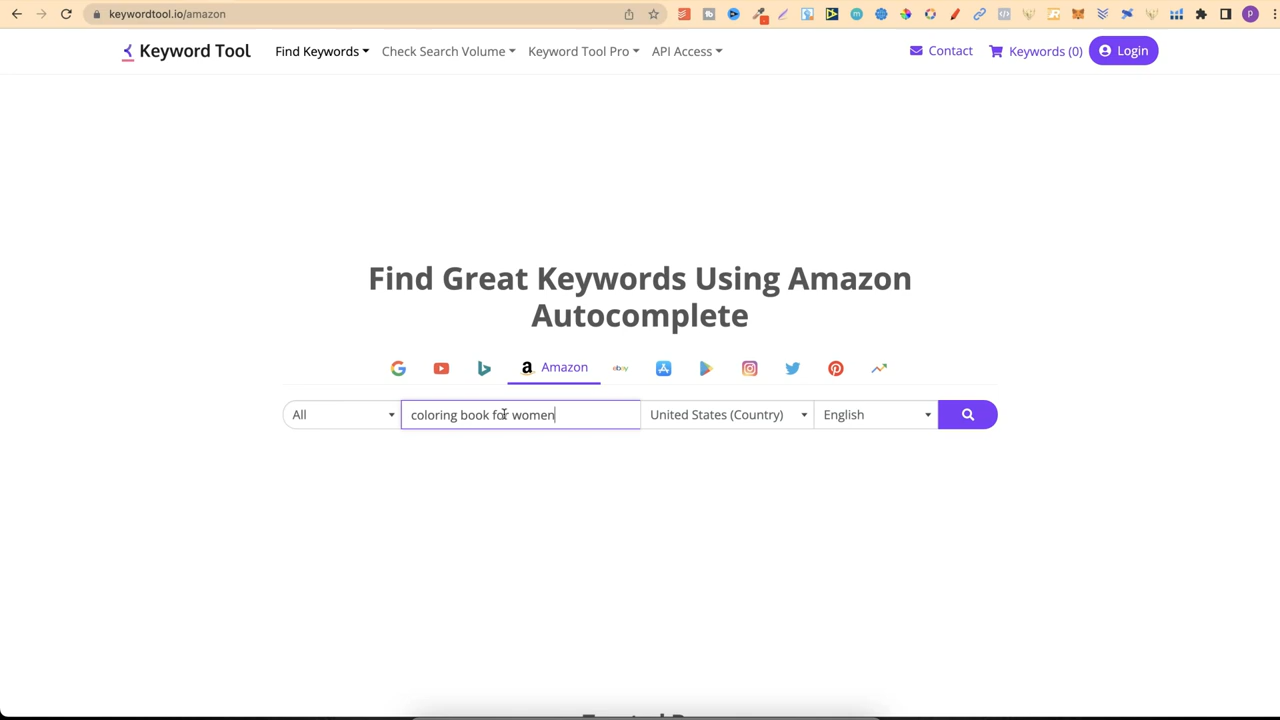 keywordtool.io/amazon
Keyword Tool Find Keywords Check Search Volume Keyword Tool Pro API Access Contact Keywords (0) Login
Find Great Keywords Using Amazon
Autocomplete
Amazon
All coloring book for women United States (Country) English